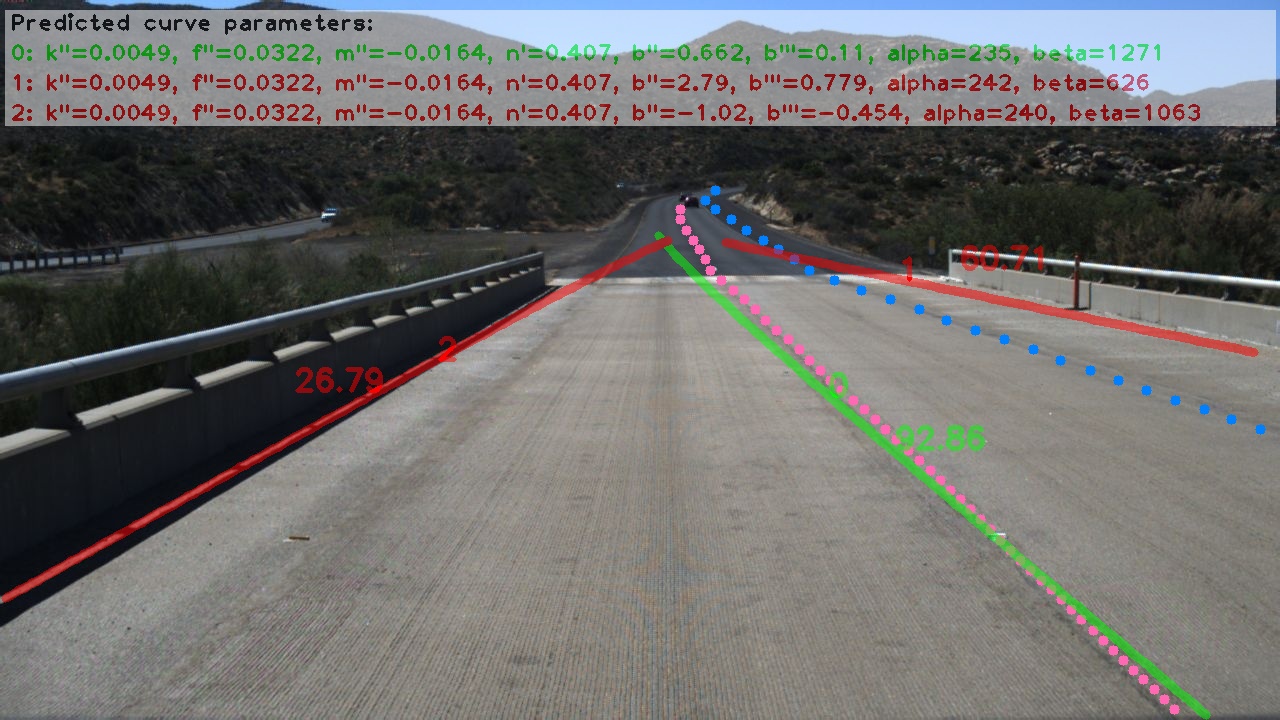 Predicted curve parameters:
0: k''=0.0049, f''=0.0322, m''=−0.0164, n'=0.407, b''=0.662, b'''=0.11, alpha=235, beta=1271
1: k''=0.0049, f''=0.0322, m''=−0.0164, n'=0.407, b''=2.79, b'''=0.779, alpha=242, beta=626
2: k''=0.0049, f''=0.0322, m''=−0.0164, n'=0.407, b''=−1.02, b'''=−0.454, alpha=240, beta=1063
1 60.71
2
26.79
0
92.86